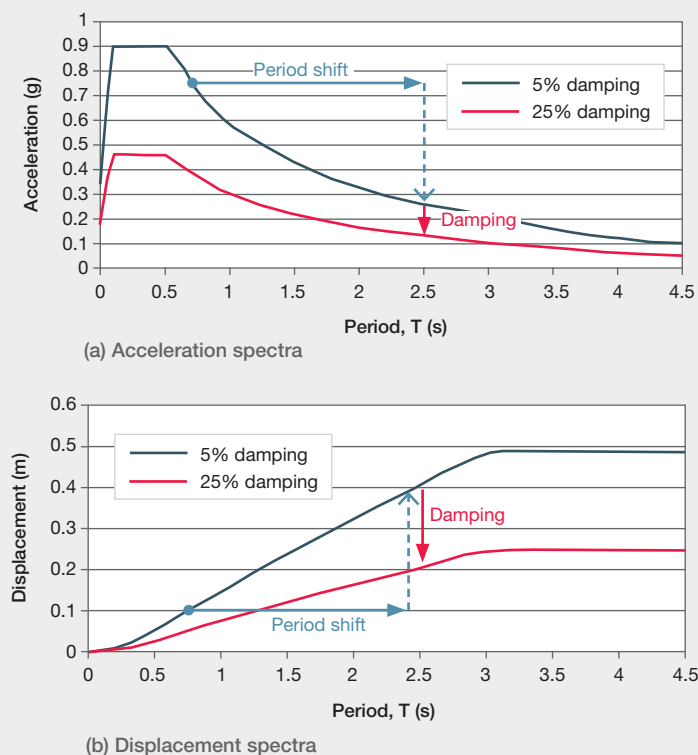 1
0.9
0.8
0.7
0.6
0.5
0.4
0.3
0.2
0.1
0
Acceleration (g)
Period shift
5% damping
25% damping
Damping
0 0.5 1 1.5 2 2.5 3 3.5 4 4.5
Period, T (s)
(a) Acceleration spectra
0.6
0.5
0.4
0.3
0.2
0.1
0
Displacement (m)
5% damping
25% damping
Damping
Period shift
0 0.5 1 1.5 2 2.5 3 3.5 4 4.5
Period, T (s)
(b) Displacement spectra